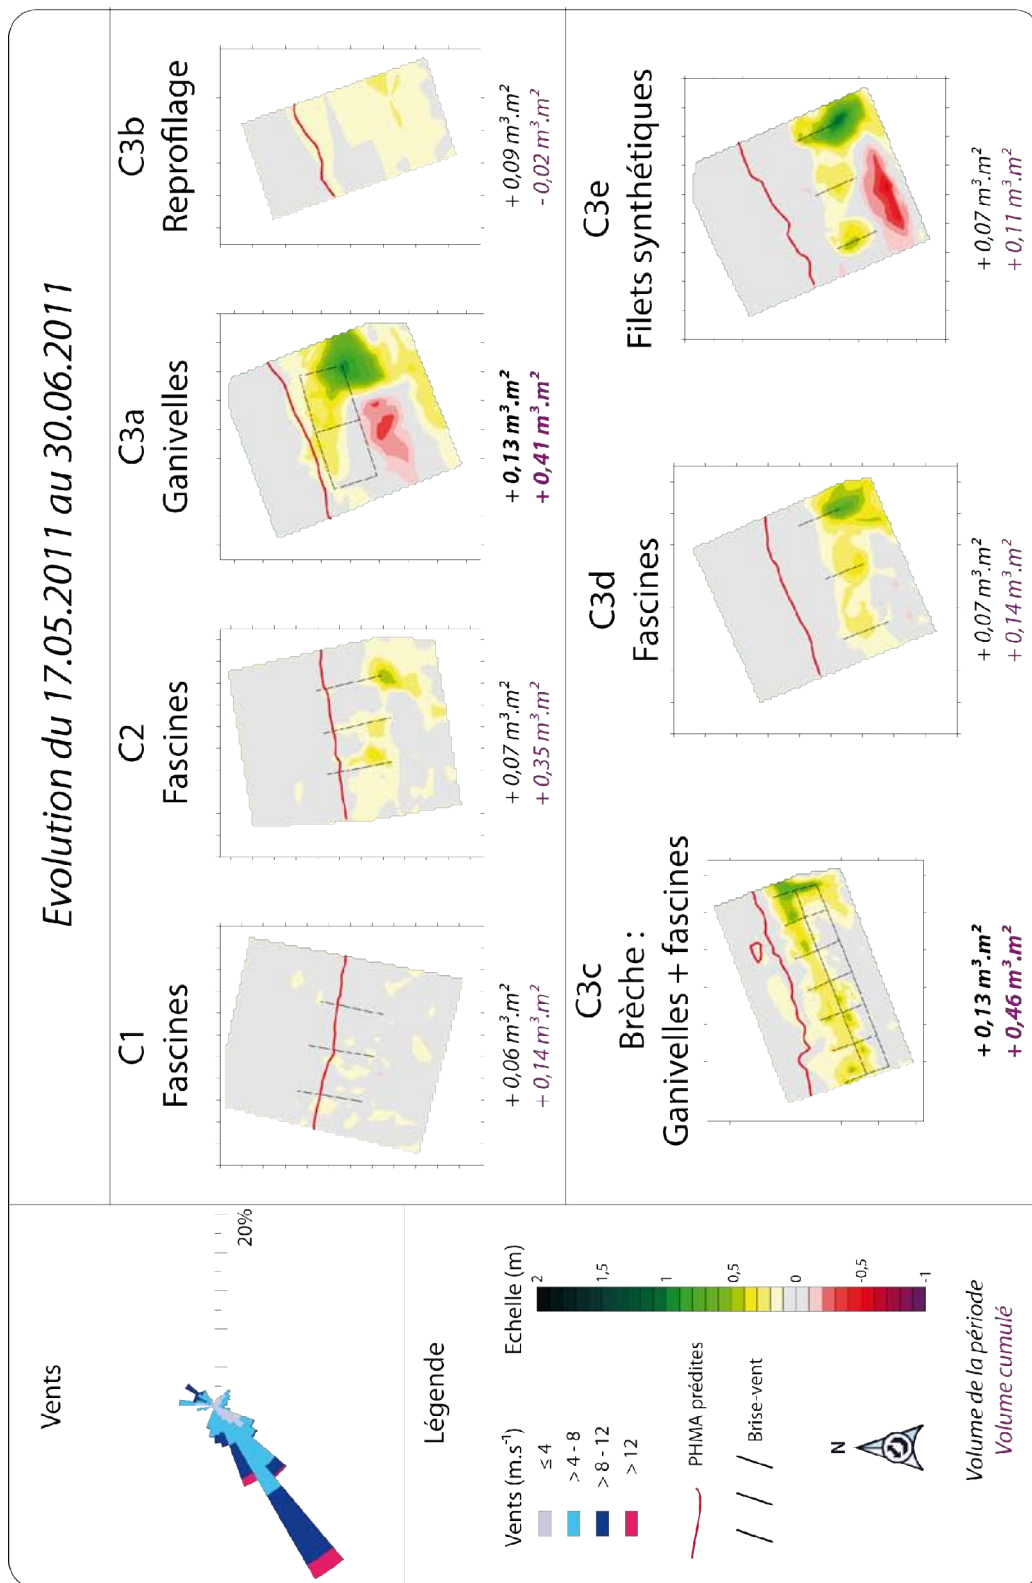 Evolution du 17.05.2011 au 30.06.2011
Vents
20%
C1
Fascines
+ 0,06 m³.m²
+ 0,14 m³.m²
C2
Fascines
+ 0,07 m³.m²
+ 0,35 m³.m²
C3a
Ganivelles
+ 0,13 m³.m²
+ 0,41 m³.m²
C3b
Reprofilage
+ 0,09 m³.m²
- 0,02 m³.m²
Légende
Vents (m.s⁻¹)
≤ 4
> 4 - 8
> 8 - 12
> 12
PHMA prédites
Brise-vent
N
Echelle (m)
2
1,5
1
0,5
0
-0,5
-1
Volume de la période
Volume cumulé
C3c
Brèche :
Ganivelles + fascines
+ 0,13 m³.m²
+ 0,46 m³.m²
C3d
Fascines
+ 0,07 m³.m²
+ 0,14 m³.m²
C3e
Filets synthétiques
+ 0,07 m³.m²
+ 0,11 m³.m²